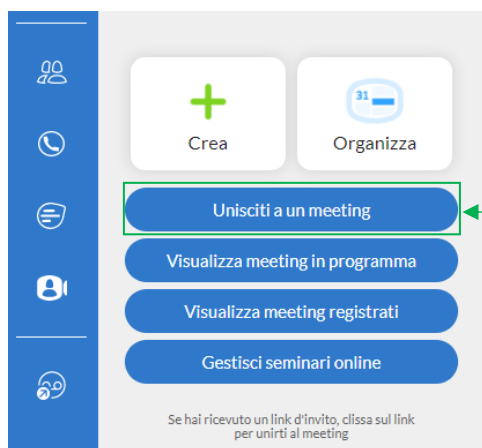 31
Crea
Organizza
Unisciti a un meeting
Visualizza meeting in programma
Visualizza meeting registrati
Gestisci seminari online
Se hai ricevuto un link d'invito, clissa sul link
per unirti al meeting